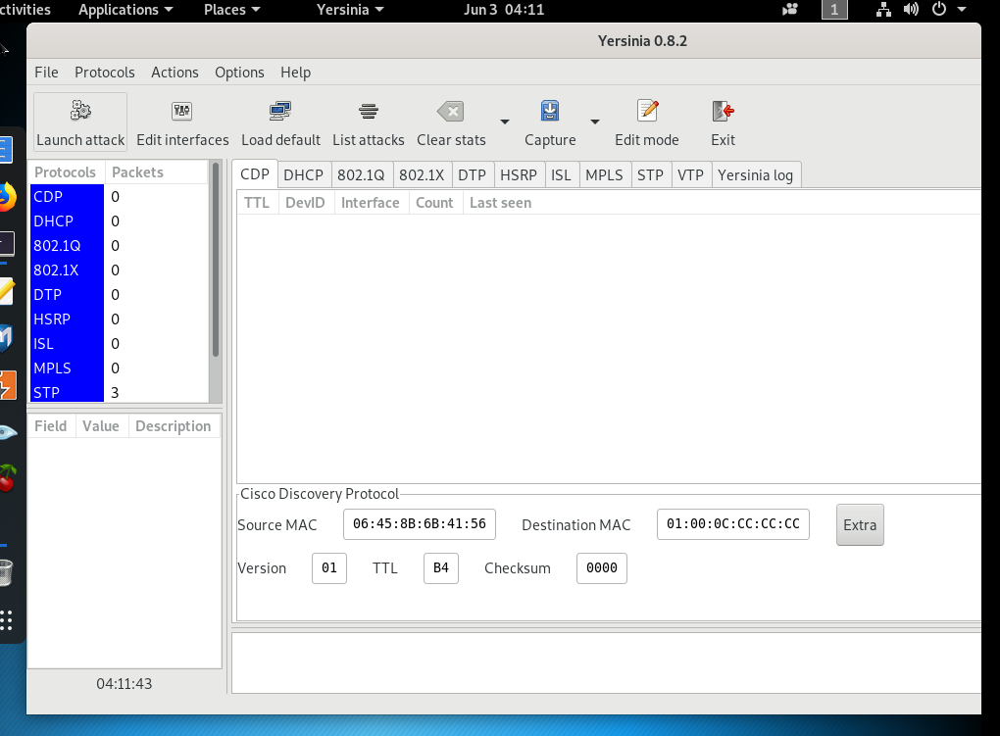 ctivities Applications Places Yersinia Jun 3 04:11 1
Yersinia 0.8.2
File Protocols Actions Options Help
Launch attack Edit interfaces Load default List attacks Clear stats Capture Edit mode Exit
Protocols Packets
CDP 0
DHCP 0
802.1Q 0
802.1X 0
DTP 0
HSRP 0
ISL 0
MPLS 0
STP 3
Field Value Description
04:11:43
CDP DHCP 802.1Q 802.1X DTP HSRP ISL MPLS STP VTP Yersinia log
TTL DevID Interface Count Last seen
Cisco Discovery Protocol
Source MAC 06:45:8B:6B:41:56 Destination MAC 01:00:0C:CC:CC:CC Extra
Version 01 TTL B4 Checksum 0000